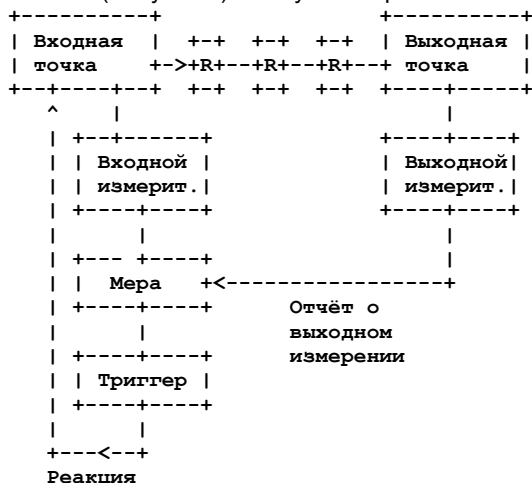 +----------+ +----------+
| Входная | +-+ +-+ +-+ | Выходная |
| точка +->+R+--+R+--+R+--+ точка |
+--+----+--+ +-+ +-+ +-+ +----+-----+
^ | |
| +--+------+ +----+----+
| | Входной | | Выходной|
| | измерит.| | измерит.|
| +----+----+ +----+----+
| | |
| +--- +----+ |
| | Мера +<-----------------+
| +----+----+ Отчёт о
| | выходном
| +----+----+ измерении
| | Триггер |
| +----+----+
| |
+---<--+
Реакция